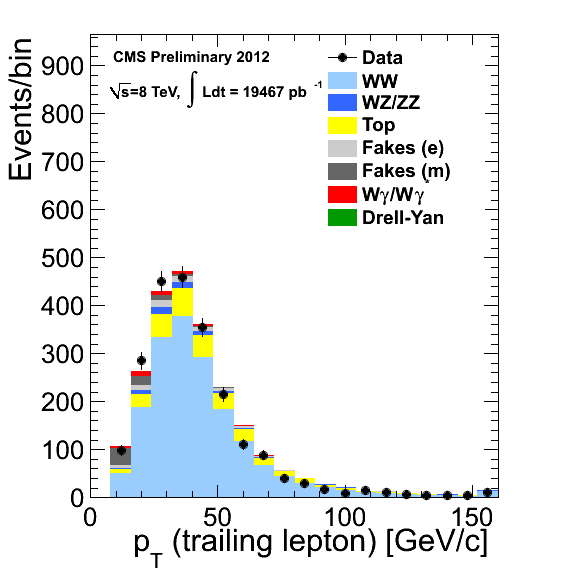 CMS Preliminary 2012
√s=8 TeV, ∫ Ldt = 19467 pb⁻¹
Data
WW
WZ/ZZ
Top
Fakes (e)
Fakes (m)
Wγ/Wγ*
Drell-Yan
Events/bin
900
800
700
600
500
400
300
200
100
0
0 50 100 150
p_T (trailing lepton) [GeV/c]